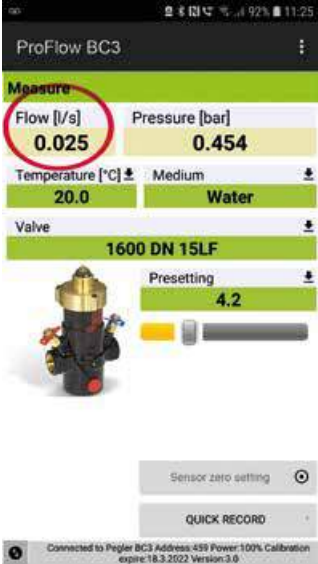 92% 11:25
ProFlow BC3
Measure
Flow [l/s] Pressure [bar]
0.025 0.454
Temperature [°C] Medium
20.0 Water
Valve
1600 DN 15LF
Presetting
4.2
Sensor zero setting
QUICK RECORD
Connected to Pegler BC3 Address:459 Power:100% Calibration
expire:18.3.2022 Version:3.0